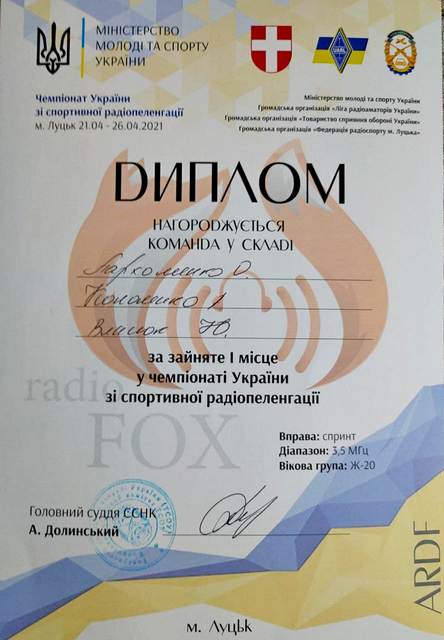 МІНІСТЕРСТВО
МОЛОДІ ТА СПОРТУ
УКРАЇНИ
Чемпіонат України
зі спортивної радіопеленгації
м. Луцьк 21.04 - 26.04.2021
Міністерство молоді та спорту України
Громадська організація «Ліга радіоаматорів України»
Громадська організація «Товариство сприяння обороні України»
Громадська організація «Федерація радіоспорту м. Луцька»
ДИПЛОМ
НАГОРОДЖУЄТЬСЯ
КОМАНДА У СКЛАДІ
Пархоменко О.
за зайняте І місце
у чемпіонаті України
зі спортивної радіопеленгації
radio
FOX
Вправа: спринт
Діапазон: 3,5 МГц
Вікова група: Ж-20
Головний суддя ССНК
А. Долинський
ARDF
м. Луцьк